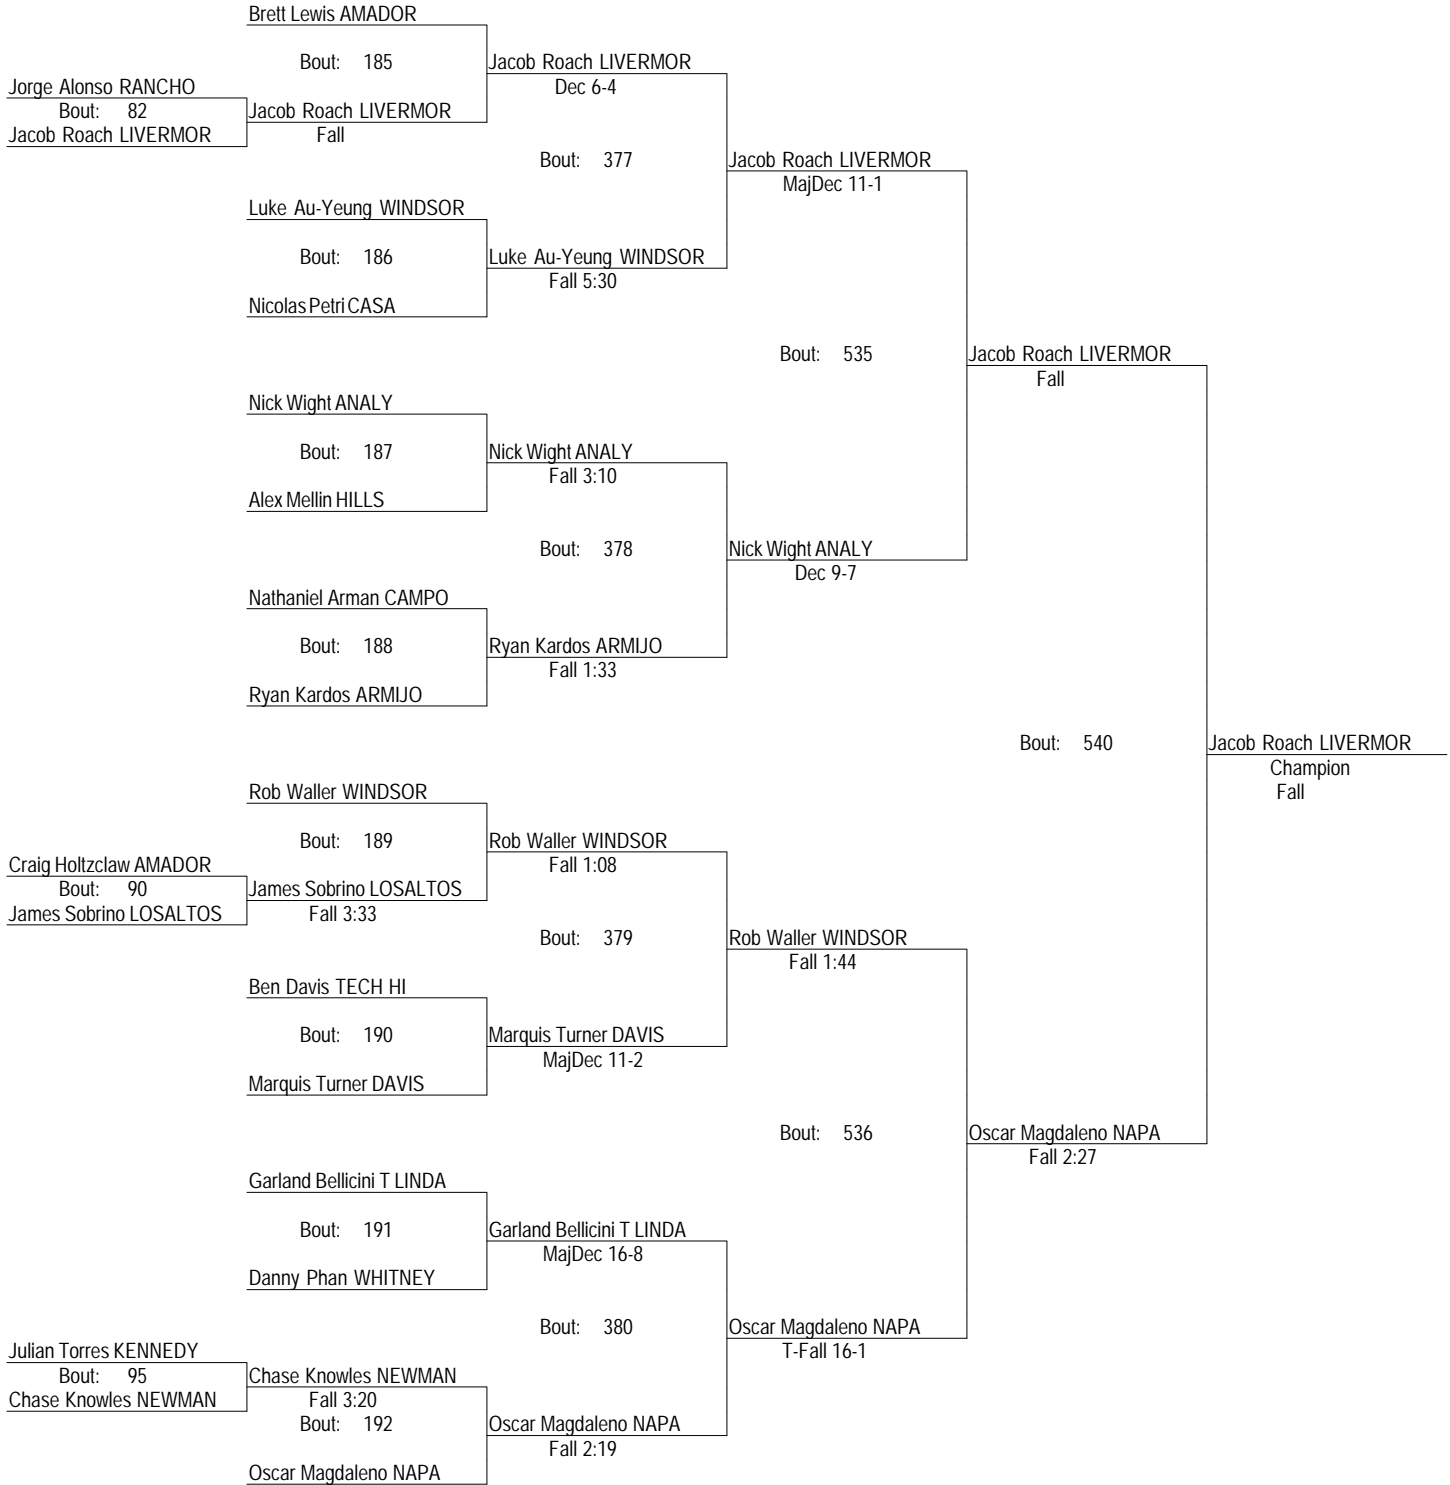 Brett Lewis AMADOR
Bout: 185
Jacob Roach LIVERMOR
Dec 6-4
Jorge Alonso RANCHO
Bout: 82
Jacob Roach LIVERMOR
Jacob Roach LIVERMOR
Fall
Bout: 377
Jacob Roach LIVERMOR
MajDec 11-1
Luke Au-Yeung WINDSOR
Bout: 186
Luke Au-Yeung WINDSOR
Fall 5:30
Nicolas Petri CASA
Bout: 535
Jacob Roach LIVERMOR
Fall
Nick Wight ANALY
Bout: 187
Nick Wight ANALY
Fall 3:10
Alex Mellin HILLS
Bout: 378
Nick Wight ANALY
Dec 9-7
Nathaniel Arman CAMPO
Bout: 188
Ryan Kardos ARMIJO
Fall 1:33
Ryan Kardos ARMIJO
Bout: 540
Jacob Roach LIVERMOR
Champion
Fall
Rob Waller WINDSOR
Bout: 189
Rob Waller WINDSOR
Fall 1:08
Craig Holtzclaw AMADOR
Bout: 90
James Sobrino LOSALTOS
James Sobrino LOSALTOS
Fall 3:33
Bout: 379
Rob Waller WINDSOR
Fall 1:44
Ben Davis TECH HI
Bout: 190
Marquis Turner DAVIS
MajDec 11-2
Marquis Turner DAVIS
Bout: 536
Oscar Magdaleno NAPA
Fall 2:27
Garland Bellicini T LINDA
Bout: 191
Garland Bellicini T LINDA
MajDec 16-8
Danny Phan WHITNEY
Bout: 380
Oscar Magdaleno NAPA
T-Fall 16-1
Julian Torres KENNEDY
Bout: 95
Chase Knowles NEWMAN
Chase Knowles NEWMAN
Fall 3:20
Bout: 192
Oscar Magdaleno NAPA
Fall 2:19
Oscar Magdaleno NAPA